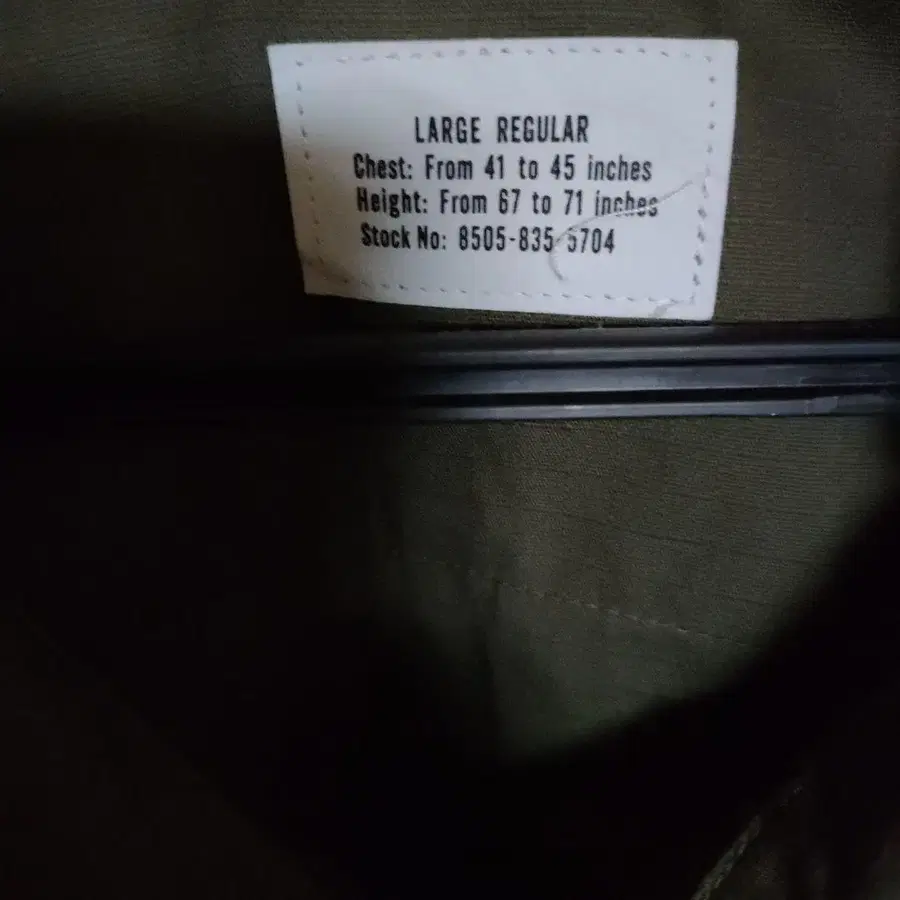 LARGE REGULAR
Chest: From 41 to 45 inches
Height: From 67 to 71 inches
Stock No: 8505-835 5704